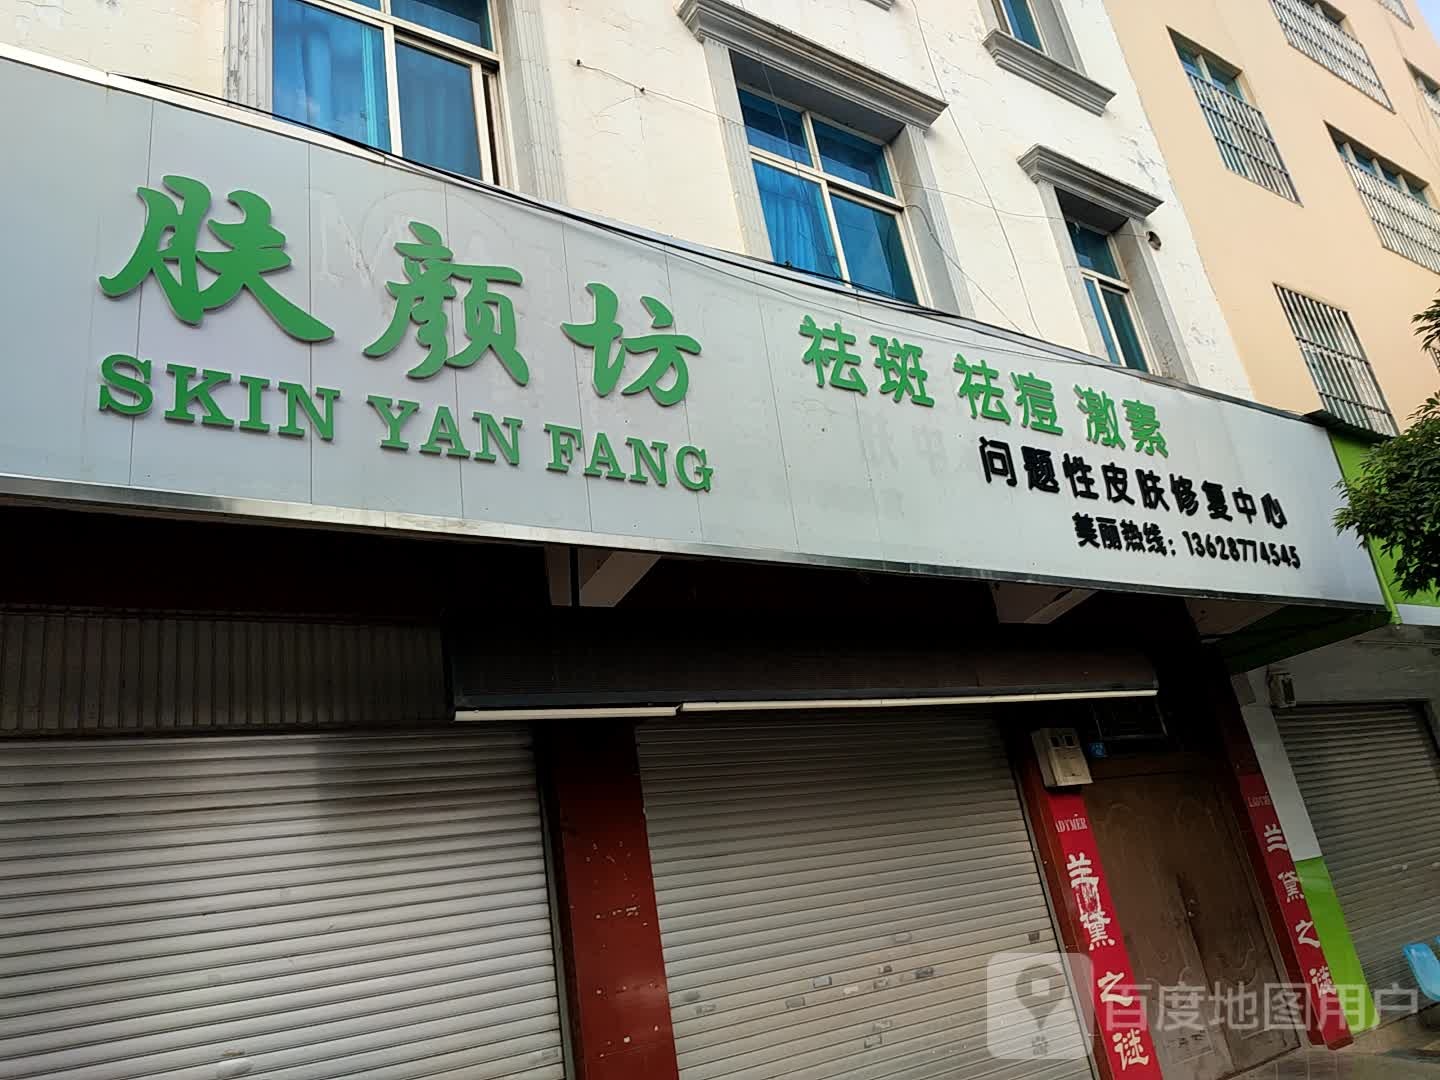 肤颜坊
SKIN YAN FANG
祛斑 祛痘 激素
问题性皮肤修复中心
美丽热线：13628774545
ADYMÉR
兰黛之谜
兰黛之谜
百度地图用户